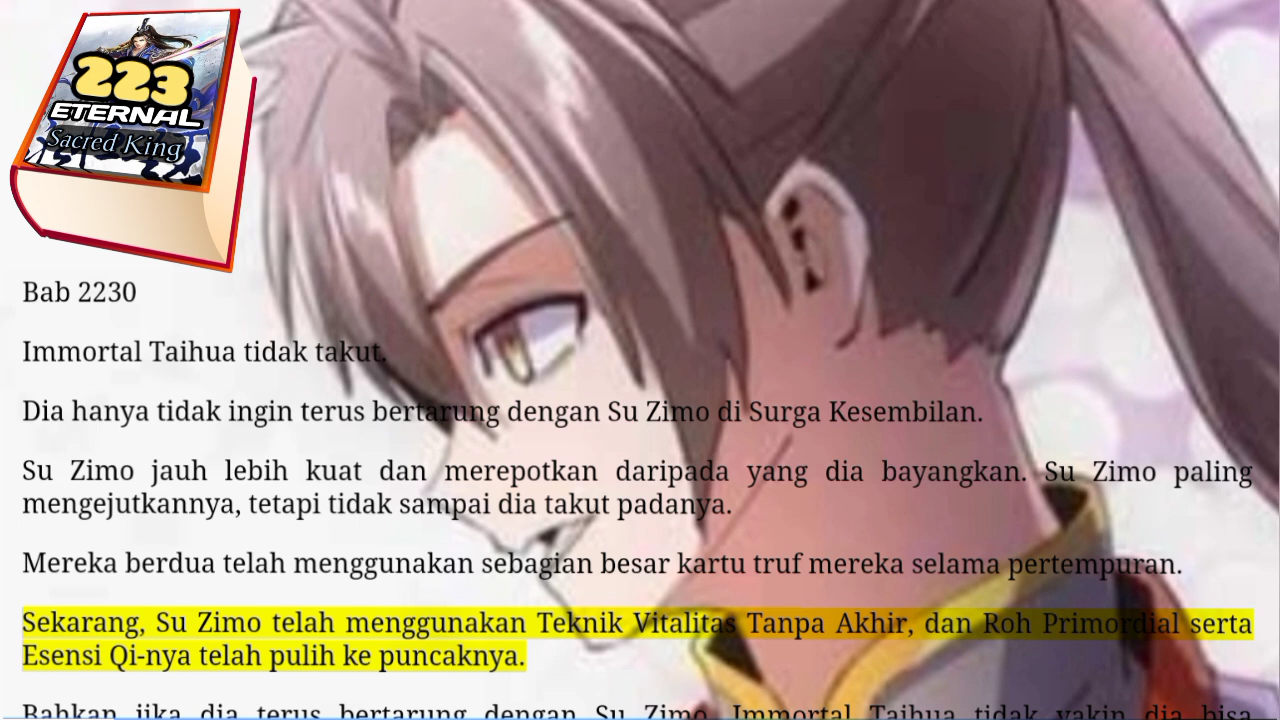 223
ETERNAL
Sacred King
Bab 2230
Immortal Taihua tidak takut.
Dia hanya tidak ingin terus bertarung dengan Su Zimo di Surga Kesembilan.
Su Zimo jauh lebih kuat dan merepotkan daripada yang dia bayangkan. Su Zimo paling
mengejutkannya, tetapi tidak sampai dia takut padanya.
Mereka berdua telah menggunakan sebagian besar kartu truf mereka selama pertempuran.
Sekarang, Su Zimo telah menggunakan Teknik Vitalitas Tanpa Akhir, dan Roh Primordial serta
Esensi Qi-nya telah pulih ke puncaknya.
Bahkan jika dia terus bertarung dengan Su Zimo, Immortal Taihua tidak yakin dia bisa